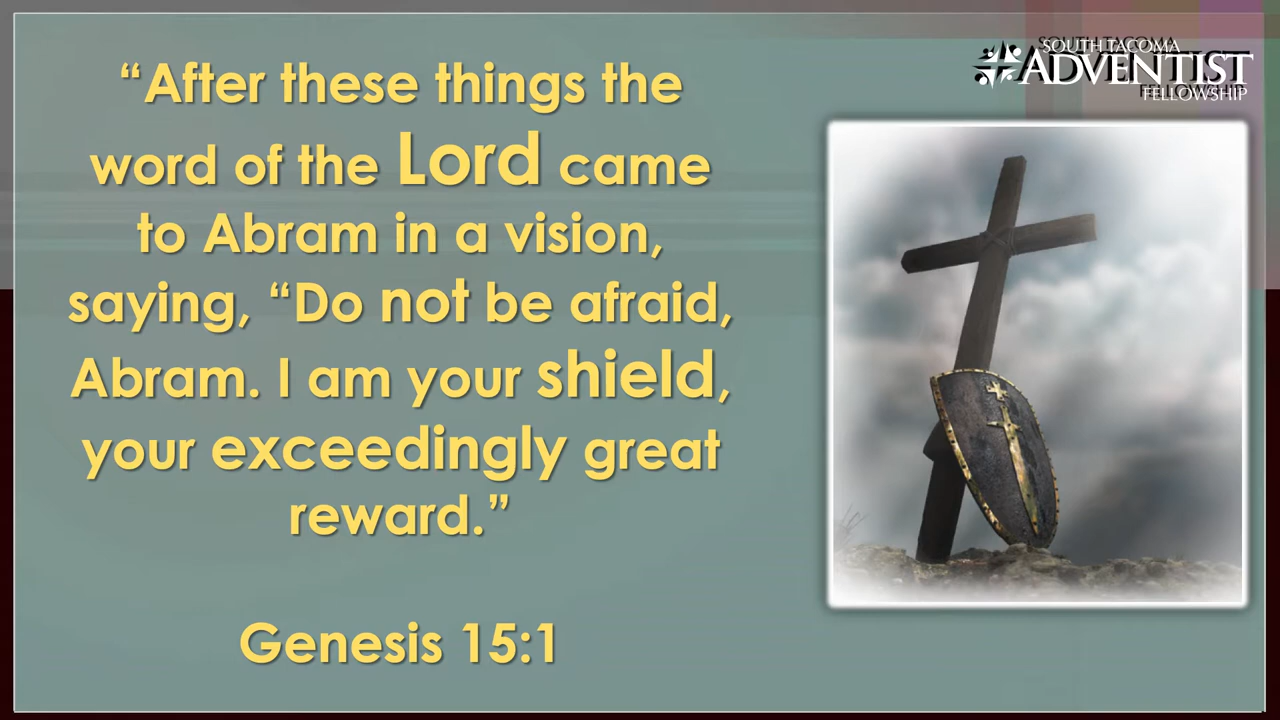 “After these things the
word of the Lord came
to Abram in a vision,
saying, “Do not be afraid,
Abram. I am your shield,
your exceedingly great
reward.”
Genesis 15:1
SOUTH TACOMA
ADVENTIST
FELLOWSHIP